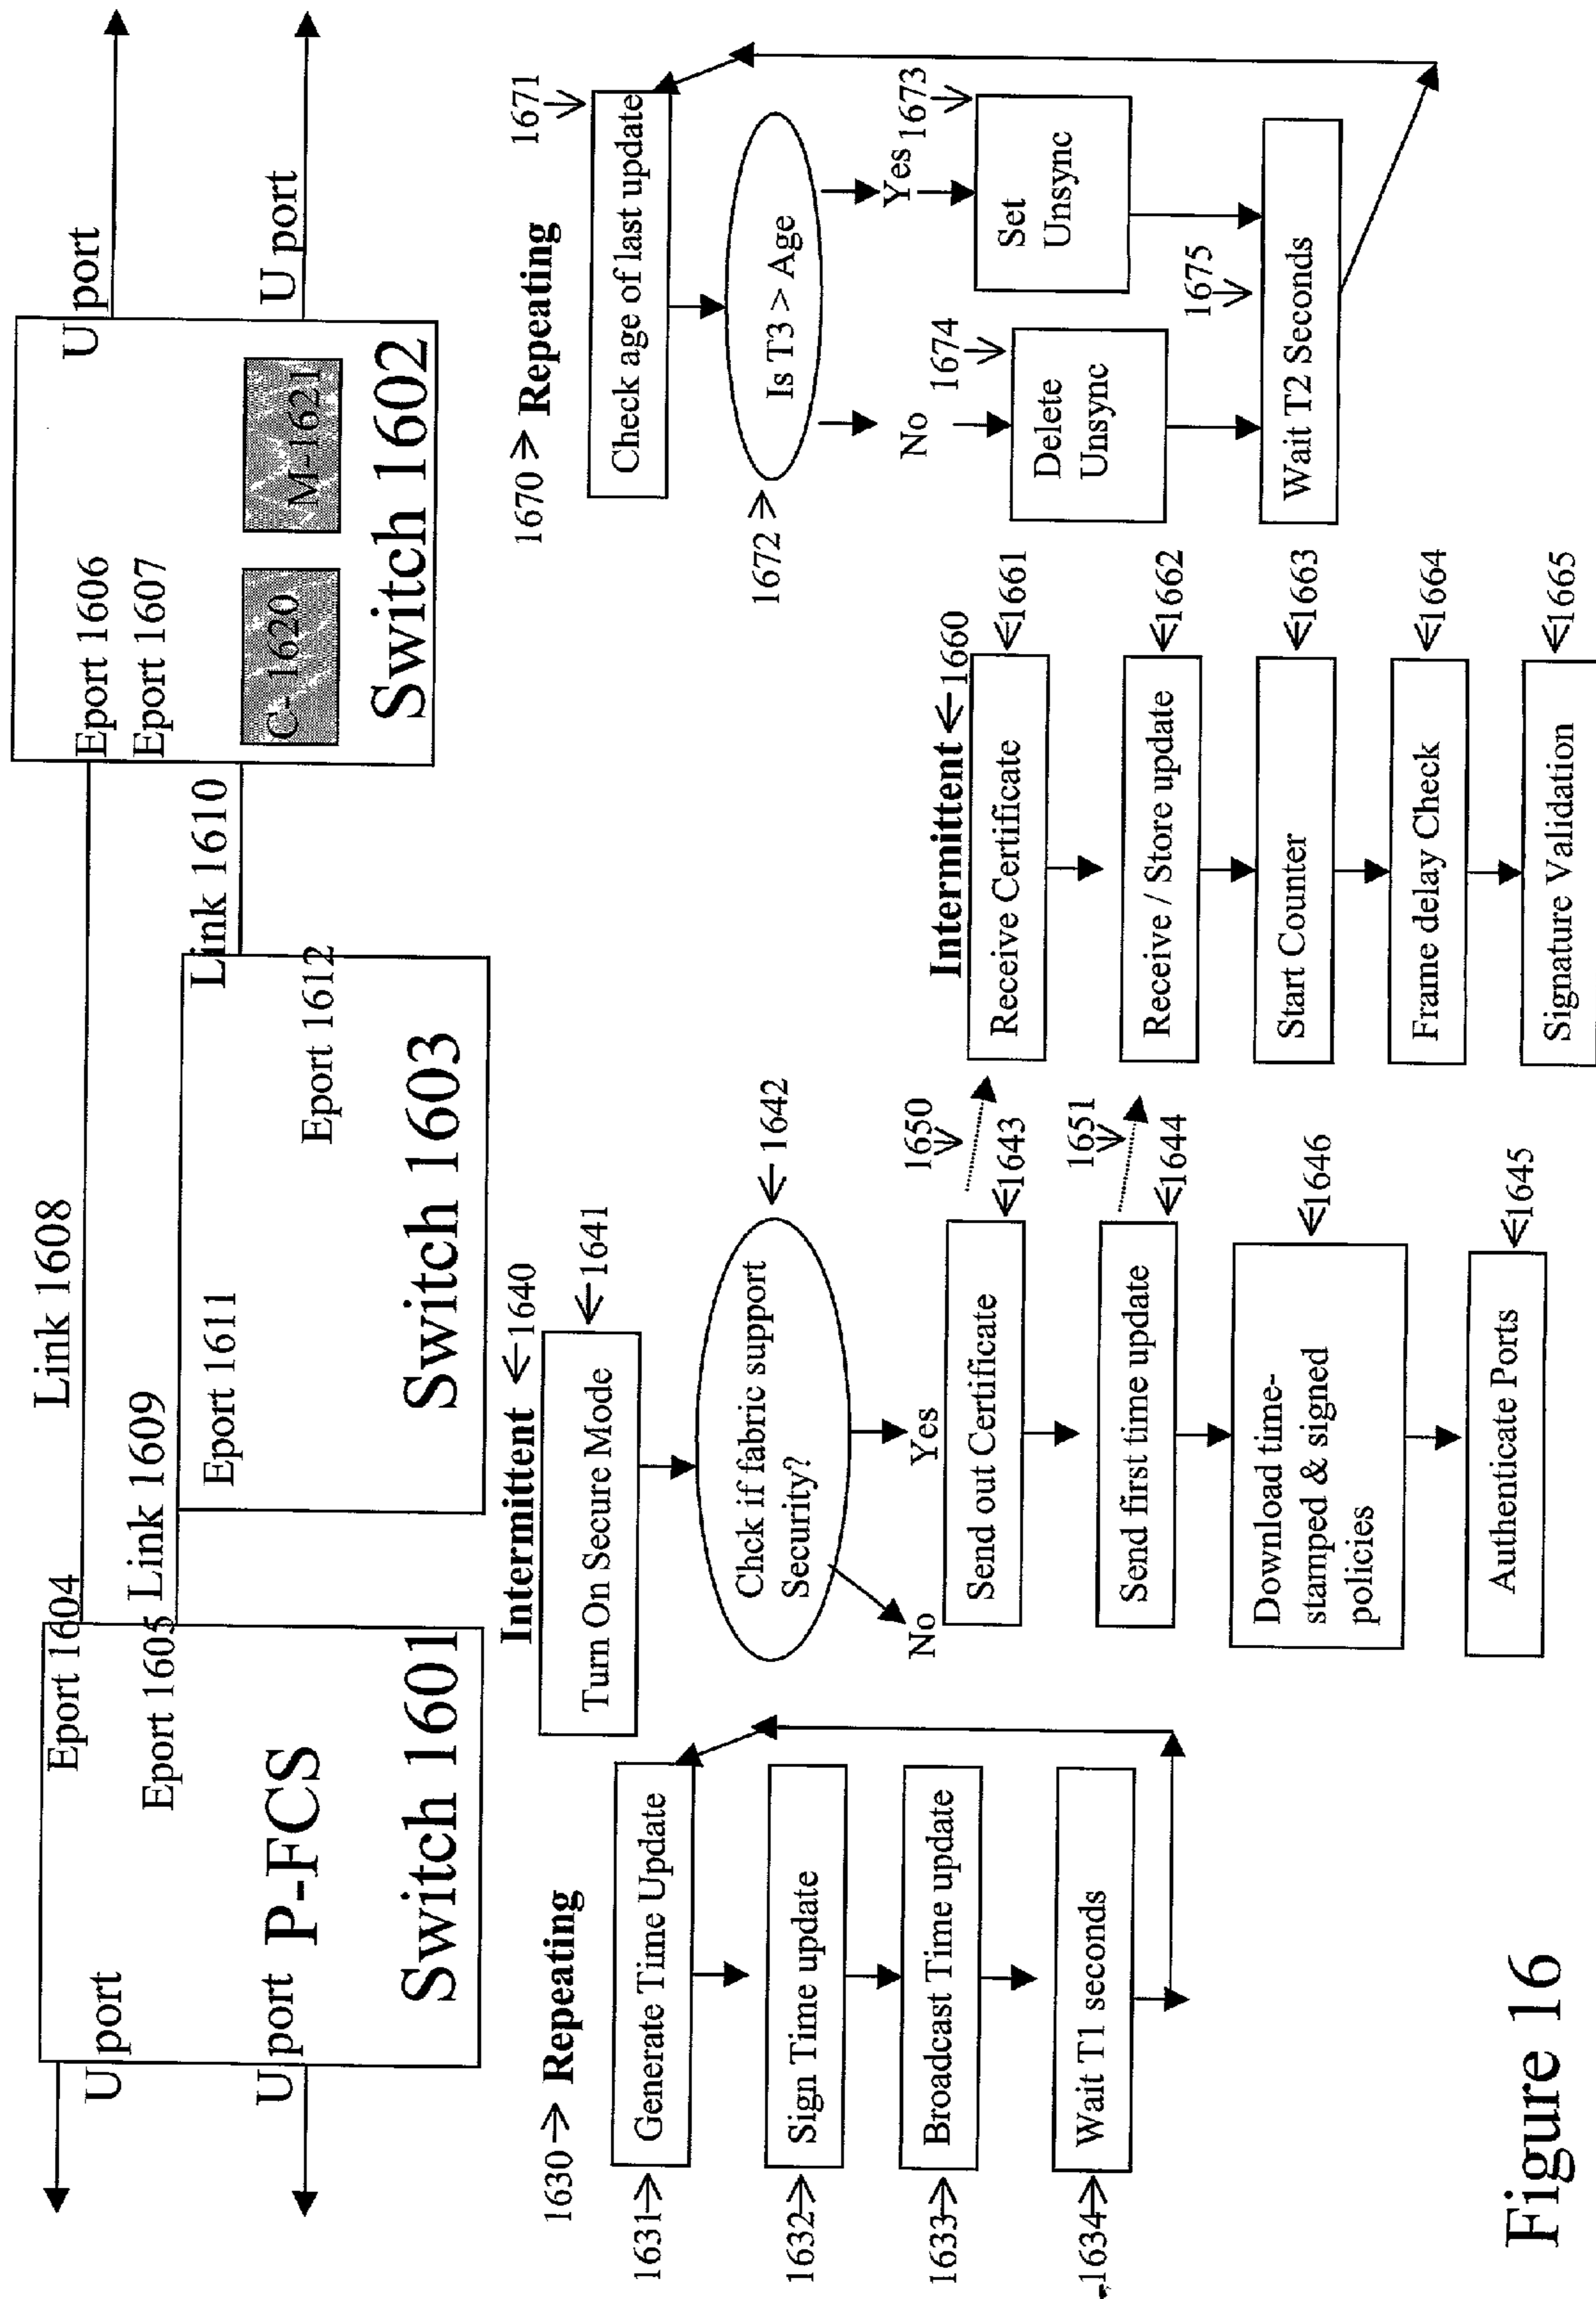 U port
U port
P-FCS
Switch 1601
Eport 1604
Eport 1605
Link 1608
Link 1609
Eport 1611
Eport 1612
Switch 1603
Link 1610
Eport 1606
Eport 1607
C-1620
M-1621
Switch 1602
U port
U port
1630 Repeating
1631
Generate Time Update
1632
Sign Time update
1633
Broadcast Time update
1634
Wait T1 seconds
Intermittent 1640
Turn On Secure Mode
1641
Chck if fabric support
Security?
1642
No
Yes
Send out Certificate
1643
1650
Send first time update
1644
1651
Download time-
stamped & signed
policies
1646
Authenticate Ports
1645
Intermittent 1660
Receive Certificate
1661
Receive / Store update
1662
Start Counter
1663
Frame delay Check
1664
Signature Validation
1665
1670 Repeating
1671
Check age of last update
1672
Is T3 > Age
No
Yes
1674
Delete
Unsync
1673
Set
Unsync
1675
Wait T2 Seconds
Figure 16